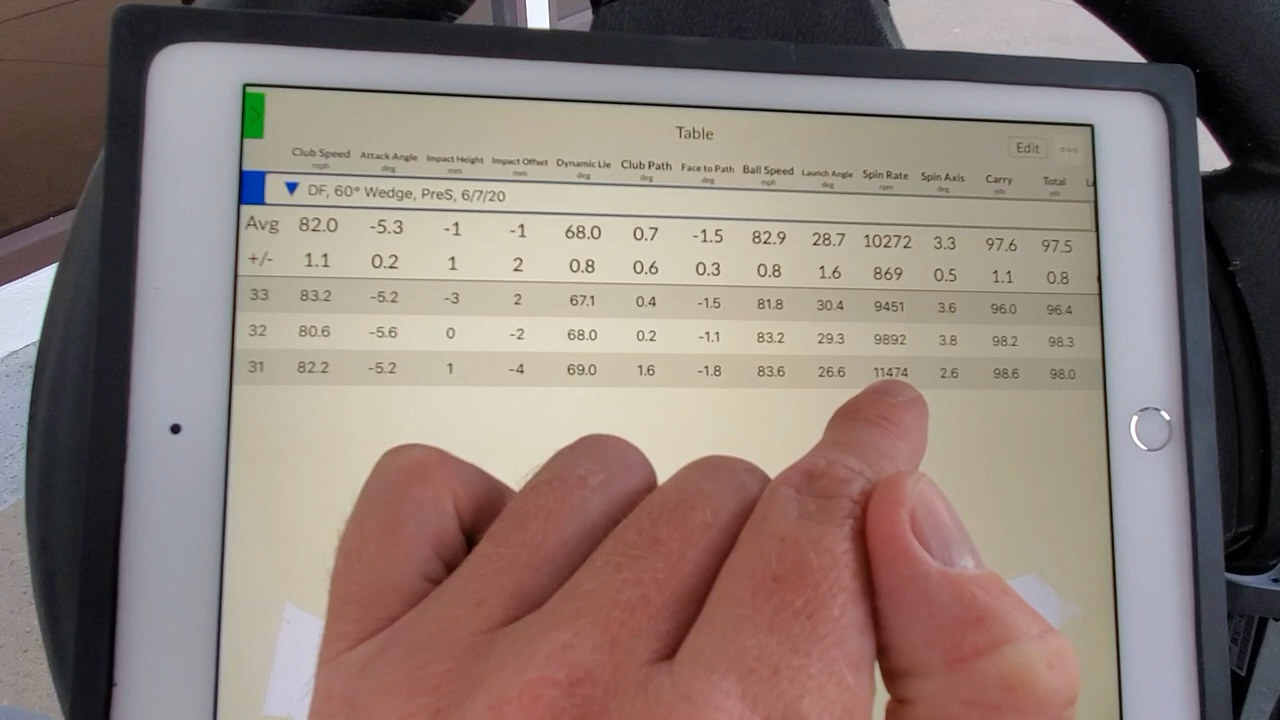 Table
Edit
Club Speed Attack Angle Impact Height Impact Offset Dynamic Lie Club Path Face to Path Ball Speed Launch Angle Spin Rate Spin Axis Carry Total
mph deg mm mm deg deg deg mph deg rpm deg yds yds
DF, 60° Wedge, PreS, 6/7/20
Avg 82.0 -5.3 -1 -1 68.0 0.7 -1.5 82.9 28.7 10272 3.3 97.6 97.5
+/- 1.1 0.2 1 2 0.8 0.6 0.3 0.8 1.6 869 0.5 1.1 0.8
33 83.2 -5.2 -3 2 67.1 0.4 -1.5 81.8 30.4 9451 3.6 96.0 96.4
32 80.6 -5.6 0 -2 68.0 0.2 -1.1 83.2 29.3 9892 3.8 98.2 98.3
31 82.2 -5.2 1 -4 69.0 1.6 -1.8 83.6 26.6 11474 2.6 98.6 98.0